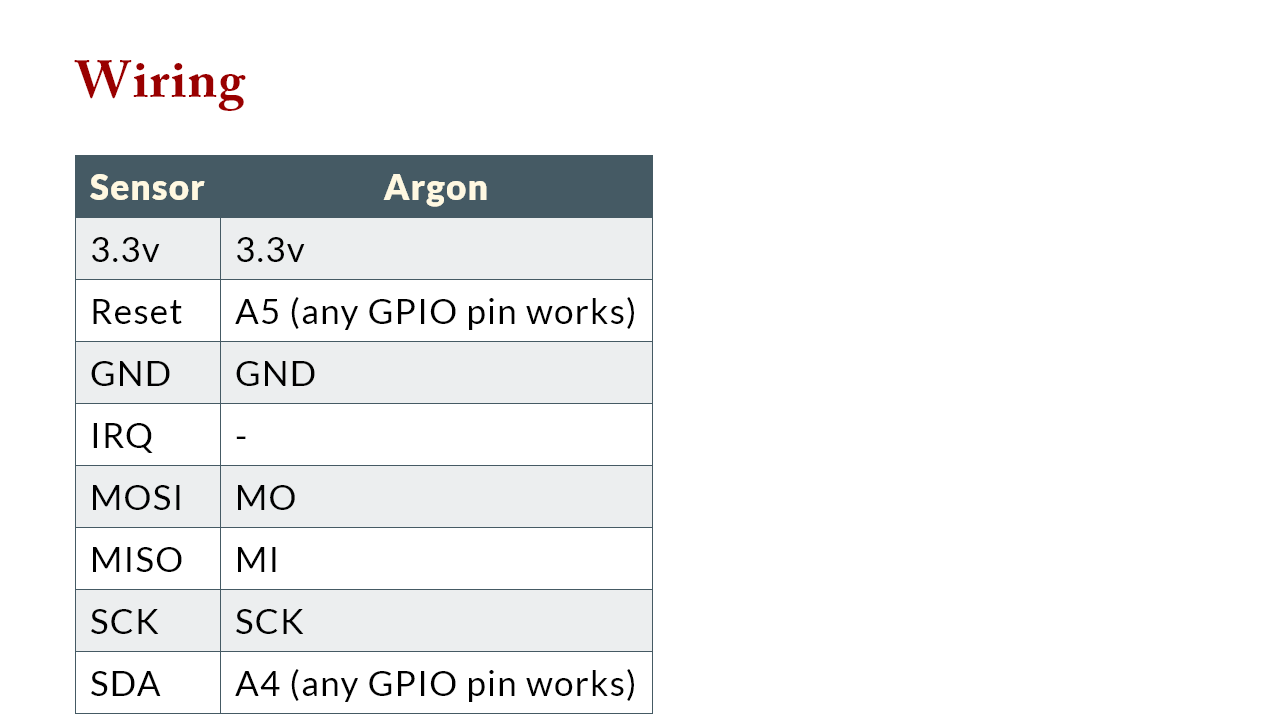 Wiring
Sensor Argon
3.3v 3.3v
Reset A5 (any GPIO pin works)
GND GND
IRQ -
MOSI MO
MISO MI
SCK SCK
SDA A4 (any GPIO pin works)